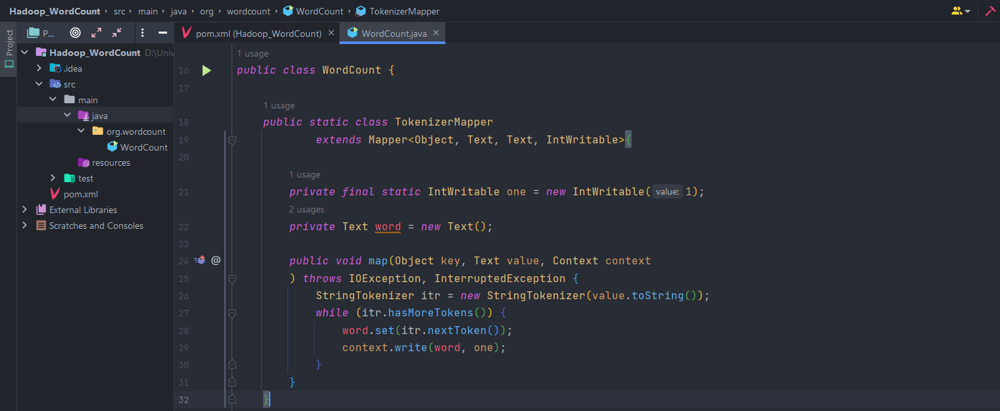 Hadoop_WordCount › src › main › java › org › wordcount › WordCount › TokenizerMapper
Project
P...
pom.xml (Hadoop_WordCount) ×
WordCount.java ×
Hadoop_WordCount D:\Univ
.idea
src
main
java
org.wordcount
WordCount
resources
test
pom.xml
External Libraries
Scratches and Consoles
1 usage
16 public class WordCount {
17
1 usage
18 public static class TokenizerMapper
19 extends Mapper<Object, Text, Text, IntWritable>{
20
1 usage
21 private final static IntWritable one = new IntWritable( value: 1);
2 usages
22 private Text word = new Text();
23
24 @ public void map(Object key, Text value, Context context
25 ) throws IOException, InterruptedException {
26 StringTokenizer itr = new StringTokenizer(value.toString());
27 while (itr.hasMoreTokens()) {
28 word.set(itr.nextToken());
29 context.write(word, one);
30 }
31 }
32 }